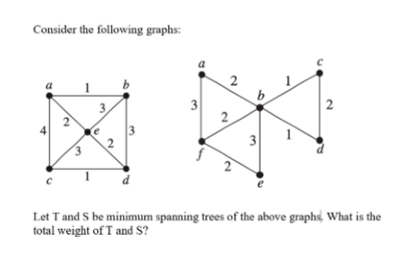 Consider the following graphs:
a 1 b
4 2 3 e 3
3 2
c 1 d
a c
2 1
b
3 2 2
3 1
f d
2
e
Let T and S be minimum spanning trees of the above graphs. What is the
total weight of T and S?